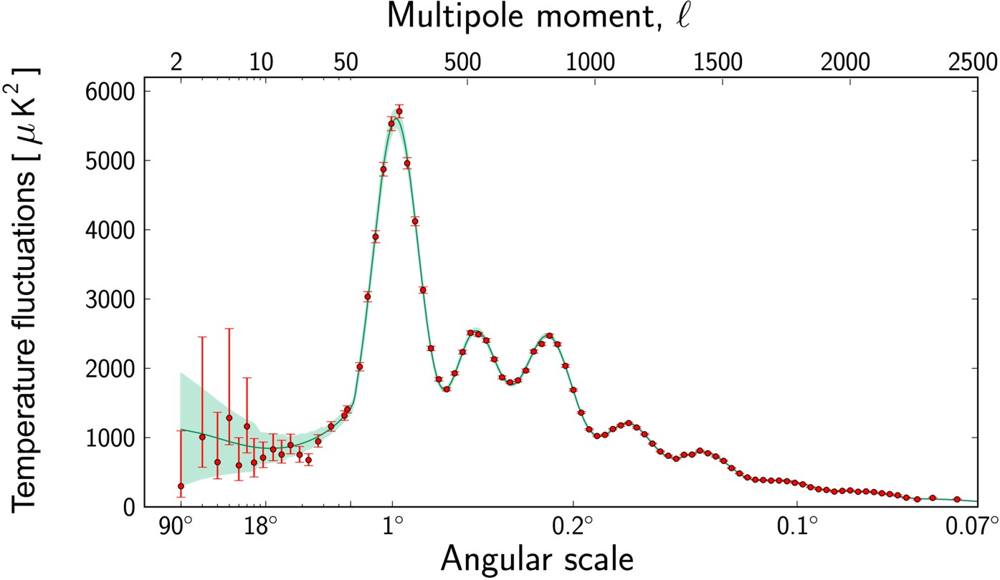 Multipole moment, ℓ
2 10 50 500 1000 1500 2000 2500
Temperature fluctuations [ μ K² ]
6000
5000
4000
3000
2000
1000
0
90° 18° 1° 0.2° 0.1° 0.07°
Angular scale